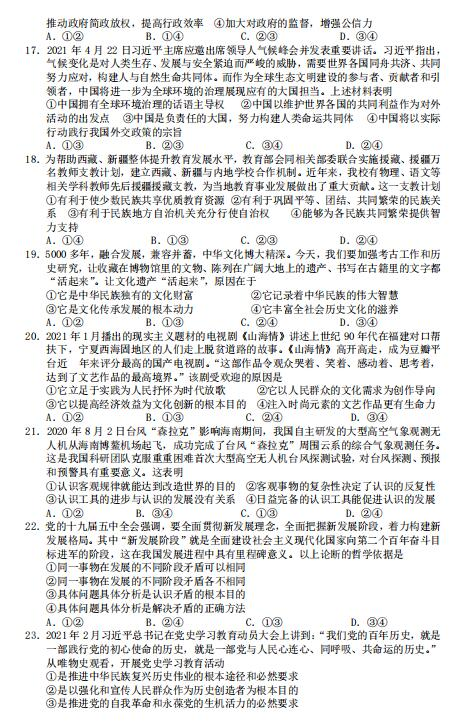 推动政府简政放权，提高行政效率　④加大对政府的监督，增强公信力
A．①②　B．①④　C．②③　D．③④
17．2021 年 4 月 22 日习近平主席应邀出席领导人气候峰会并发表重要讲话。习近平指出，
气候变化是对人类生存、发展与安全紧迫而严峻的威胁，需要世界各国同舟共济、共同
努力应对，构建人与自然生命共同体。而作为全球生态文明建设的参与者、贡献者和引
领者，中国将进一步为全球环境的治理展现应有的大国担当。上述材料表明
①中国拥有全球环境治理的话语主导权　②中国以维护世界各国的共同利益作为对外
活动的出发点　③中国是负责任的大国，努力构建人类命运共同体　④中国将以实际
行动践行我国外交政策的宗旨
A．①②　B．①③　C．②③　D．③④
18．为帮助西藏、新疆整体提升教育发展水平，教育部会同相关部委联合实施援藏、援疆万
名教师支教计划，建立西藏、新疆与内地学校合作机制。近年来，我校有物理、语文等
相关学科教师先后援疆援藏支教，为当地教育事业发展做出了重大贡献。这一支教计划
①有利于使少数民族共享优质教育资源　②有利于巩固平等、团结、共同繁荣的民族关
系　③有利于民族地方自治机关充分行使自治权　④能够为各民族共同繁荣提供智
力支持
A．①④　B．①③　C．②③　D．②④
19．5000 多年，融合发展，兼容并蓄，中华文化博大精深。今天，我们要加强考古工作和历
史研究，让收藏在博物馆里的文物、陈列在广阔大地上的遗产、书写在古籍里的文字都
“活起来”。让文化遗产“活起来”，原因在于
①它是中华民族独有的文化财富　②它记录着中华民族的伟大智慧
③它是文化传承发展的根本动力　④它丰富全社会历史文化的滋养
A．①②　B．①③　C．②④　D．③④
20．2021 年 1 月播出的现实主义题材的电视剧《山海情》讲述上世纪 90 年代在福建对口帮
扶下，宁夏西海固地区的人们走上脱贫道路的故事。《山海情》高开高走，成为豆瓣平
台近　年来评分最高的国产电视剧。“这部作品令观众哭着、笑着、感动着、思考着，
达到了文艺作品的最高境界。”该剧受欢迎的原因是
①它立足于实践为人民抒怀为时代放歌　②它以人民群众的文化需求为创作导向
③它以提高经济效益为文化创新的根本目的　④注入时尚元素的文艺作品更有生命力
A．①②　B．①③　C．②④　D．③④
21．2020 年 8 月 2 日台风“森拉克”影响海南期间，我国自主研发的大型高空气象观测无
人机从海南博鳌机场起飞，成功完成了台风“森拉克”周围云系的综合气象观测任务。
这是我国科研团队克服重重困难首次大型高空无人机台风探测试验，对台风探测、预报
和预警具有重要意义。这表明
①认识客观规律就能达到改造世界的目的　②客观事物的复杂性决定了认识的反复性
③认识工具的进步与认识的发展没有关系　④日益完备的认识工具能促进认识的发展
A．①②　B．①③　C．②④　D．③④
22．党的十九届五中全会强调，要全面贯彻新发展理念，全面把握新发展阶段，着力构建新
发展格局。其中“新发展阶段”就是全面建设社会主义现代化国家向第二个百年奋斗目
标进军的阶段，这在我国发展进程中具有里程碑意义。以上论断的哲学依据是
①同一事物在发展的不同阶段矛盾可以相同
②同一事物在发展的不同阶段矛盾各不相同
③具体问题具体分析是认识矛盾的根本目的
④具体问题具体分析是解决矛盾的正确方法
A．①②　B．②④　C．①③　D．③④
23．2021 年 2 月习近平总书记在党史学习教育动员大会上讲到：“我们党的百年历史，就是
一部践行党的初心使命的历史，就是一部党与人民心连心、同呼吸、共命运的历史。”
从唯物史观看，开展党史学习教育活动
①是推进中华民族复兴历史伟业的根本途径和必然要求
②是以强化和宣传人民群众作为历史创造者为根本目的
③是推进党的自我革命和永葆党的生机活力的必然要求